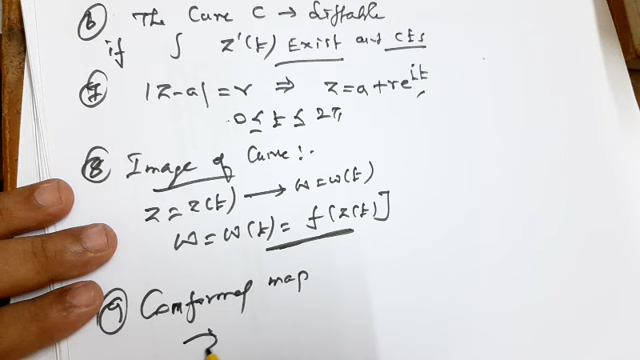 ⑥ The Curve C → diffable
if ∫ z'(t) Exist and CES
⑦ |z-a| = r ⇒ z = a + re^{it},
0 ≤ t ≤ 2π
⑧ Image of Curve :-
z = z(t) ⟶ w = w(t)
w = w(t) = f(z(t)]
⑨ Conformal map